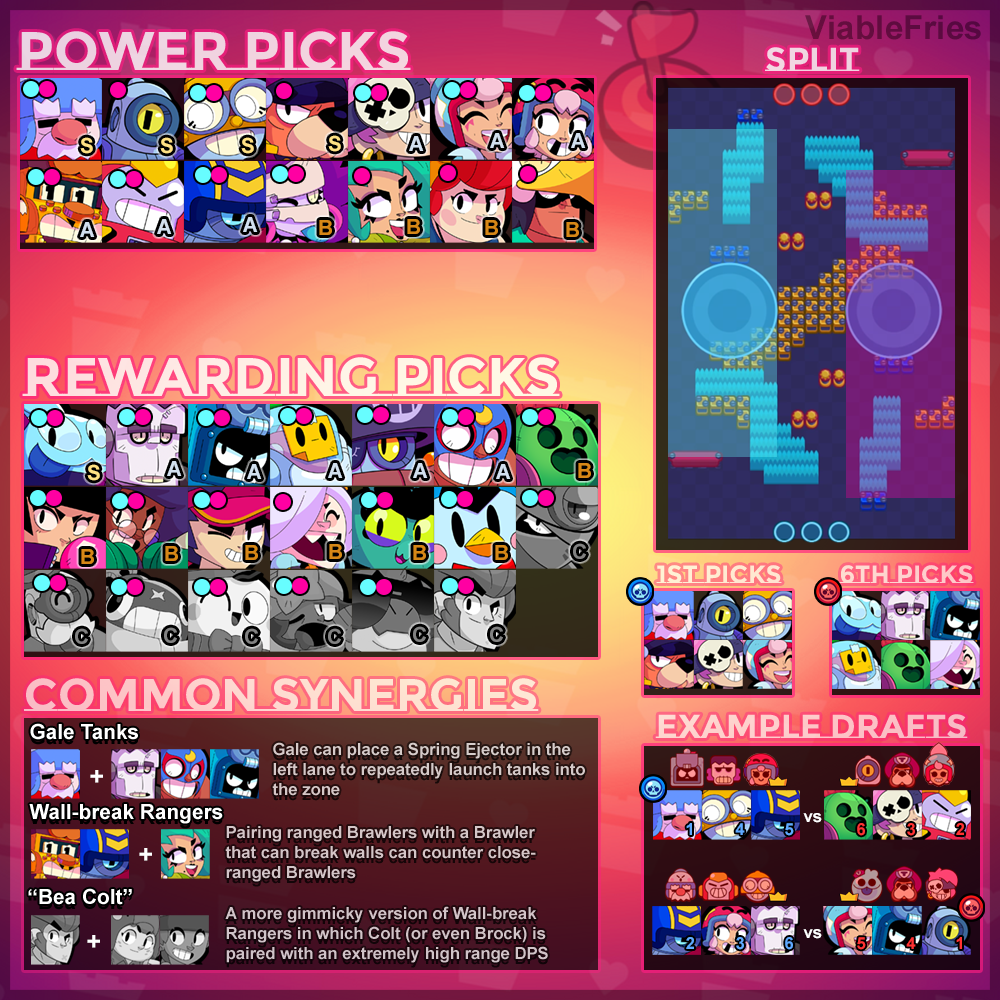 ViableFries
POWER PICKS
S S S S A A A
A A A B B B B
REWARDING PICKS
S A A A A A B
B B B B B B C
C C C C C C
COMMON SYNERGIES
Gale Tanks
+
Gale can place a Spring Ejector in the
left lane to repeatedly launch tanks into
the zone
Wall-break Rangers
+
Pairing ranged Brawlers with a Brawler
that can break walls can counter close-
ranged Brawlers
“Bea Colt”
+
A more gimmicky version of Wall-break
Rangers in which Colt (or even Brock) is
paired with an extremely high range DPS
SPLIT
1ST PICKS
6TH PICKS
EXAMPLE DRAFTS
1 4 5 vs 6 3 2
2 3 6 vs 5 4 1